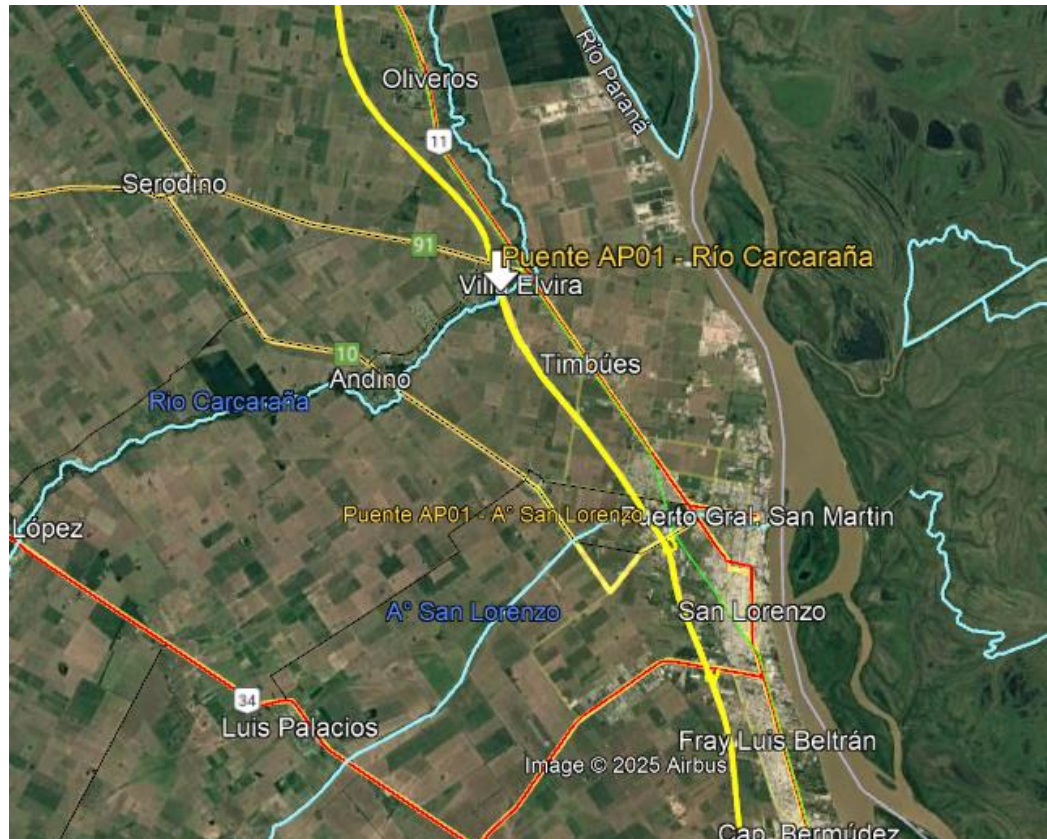 Oliveros
Río Paraná
11
Serodino
91
Puente AP01 - Río Carcaraña
Villa Elvira
Timbúes
10
Andino
Rio Carcaraña
López
Puente AP01 - A° San Lorenzo
Puerto Gral. San Martin
A° San Lorenzo
San Lorenzo
34
Luis Palacios
Fray Luis Beltrán
Image © 2025 Airbus
Cap. Bermúdez